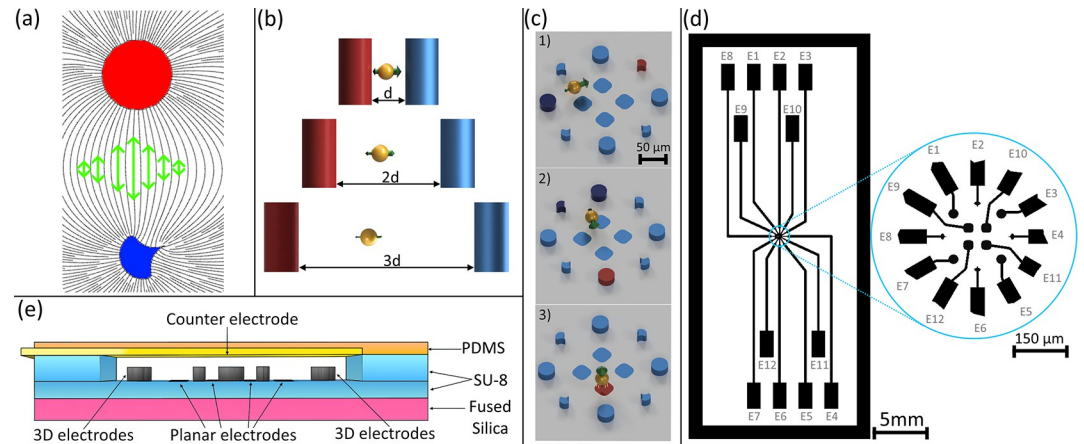 (a)
(b)
d
2d
3d
(c)
1)
50 µm
2)
3)
(d)
E8 E1 E2 E3
E9 E10
E12 E11
E7 E6 E5 E4
5mm
E2
E1 E10
E9 E3
E8 E4
E7 E11
E12 E5
E6
150 µm
(e)
Counter electrode
PDMS
SU-8
Fused
Silica
3D electrodes Planar electrodes 3D electrodes